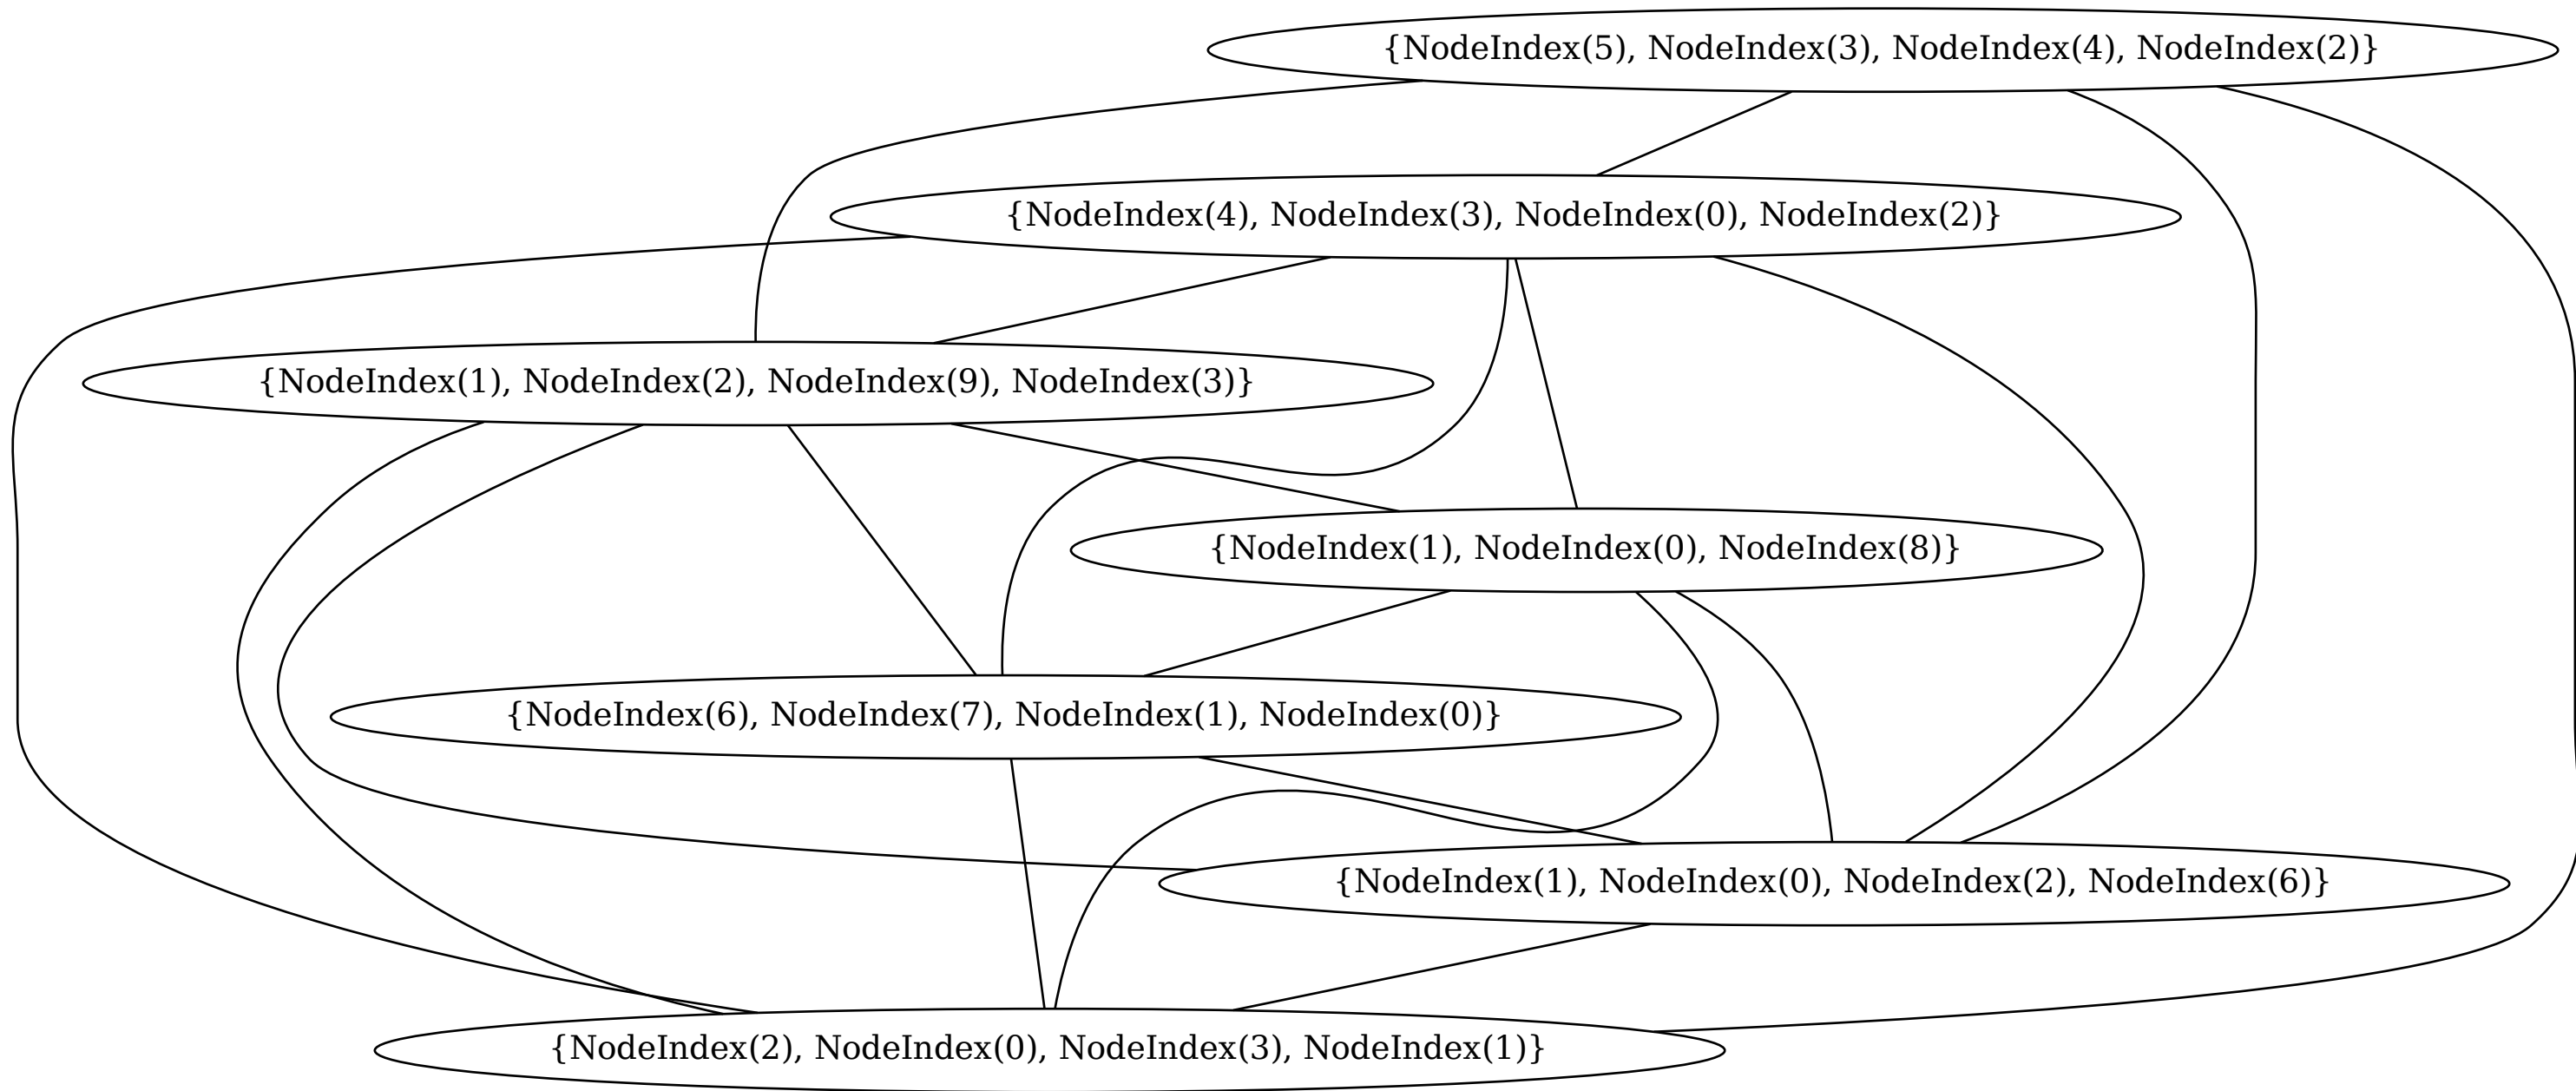 {NodeIndex(5), NodeIndex(3), NodeIndex(4), NodeIndex(2)}
{NodeIndex(4), NodeIndex(3), NodeIndex(0), NodeIndex(2)}
{NodeIndex(1), NodeIndex(2), NodeIndex(9), NodeIndex(3)}
{NodeIndex(1), NodeIndex(0), NodeIndex(8)}
{NodeIndex(6), NodeIndex(7), NodeIndex(1), NodeIndex(0)}
{NodeIndex(1), NodeIndex(0), NodeIndex(2), NodeIndex(6)}
{NodeIndex(2), NodeIndex(0), NodeIndex(3), NodeIndex(1)}